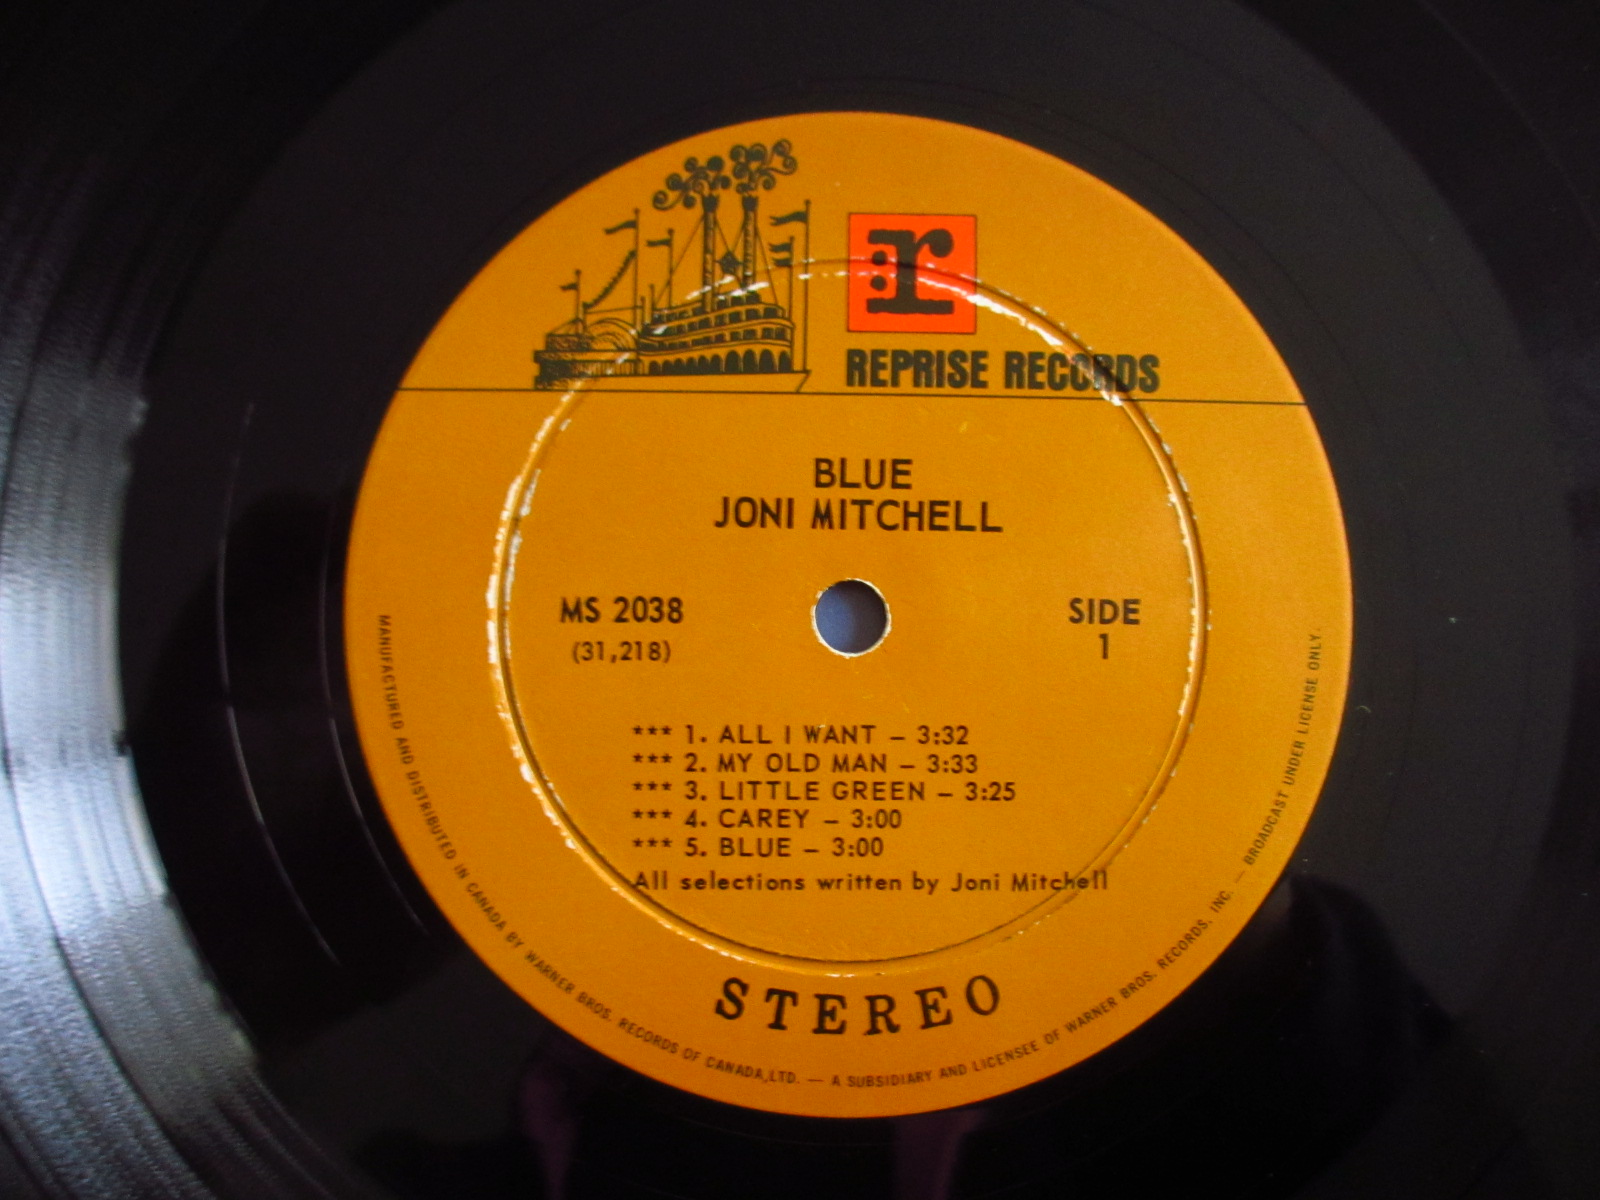 r:
REPRISE RECORDS
BLUE
JONI MITCHELL
MS 2038
(31,218)
SIDE
1
*** 1. ALL I WANT – 3:32
*** 2. MY OLD MAN – 3:33
*** 3. LITTLE GREEN – 3:25
*** 4. CAREY – 3:00
*** 5. BLUE – 3:00
All selections written by Joni Mitchell
STEREO
MANUFACTURED AND DISTRIBUTED IN CANADA BY WARNER BROS. RECORDS OF CANADA,LTD. — A SUBSIDIARY AND LICENSEE OF WARNER BROS. RECORDS, INC. — BROADCAST UNDER LICENSE ONLY.